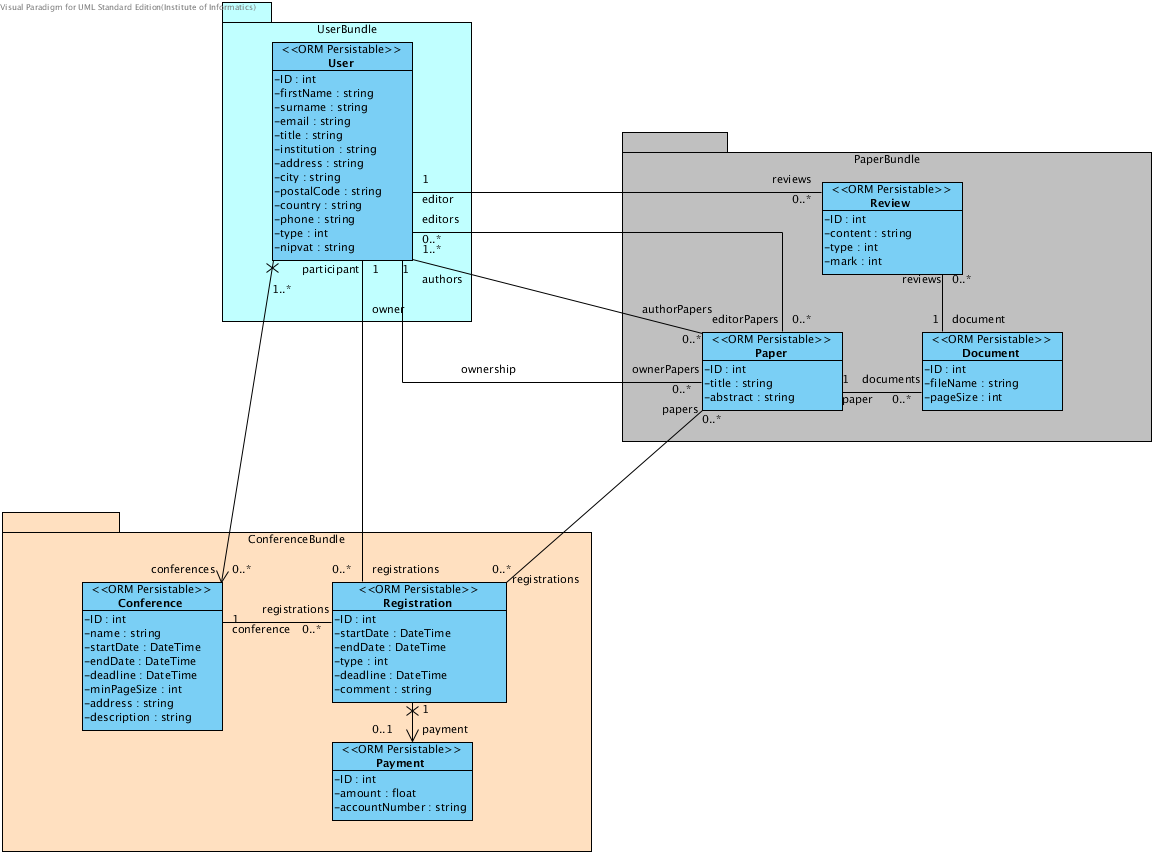 Visual Paradigm for UML Standard Edition(Institute of Informatics)
UserBundle
<<ORM Persistable>>
User
-ID : int
-firstName : string
-surname : string
-email : string
-title : string
-institution : string
-address : string
-city : string
-postalCode : string
-country : string
-phone : string
-type : int
-nipvat : string
1
editor
editors
0..*
1..*
authors
participant
1
1
1..*
owner
ownership
PaperBundle
reviews
0..*
<<ORM Persistable>>
Review
-ID : int
-content : string
-type : int
-mark : int
reviews
0..*
1
document
authorPapers
0..*
editorPapers
0..*
<<ORM Persistable>>
Paper
-ID : int
-title : string
-abstract : string
ownerPapers
0..*
papers
0..*
1
documents
paper
0..*
<<ORM Persistable>>
Document
-ID : int
-fileName : string
-pageSize : int
ConferenceBundle
conferences
0..*
0..*
registrations
0..*
registrations
<<ORM Persistable>>
Conference
-ID : int
-name : string
-startDate : DateTime
-endDate : DateTime
-deadline : DateTime
-minPageSize : int
-address : string
-description : string
registrations
1
conference
0..*
<<ORM Persistable>>
Registration
-ID : int
-startDate : DateTime
-endDate : DateTime
-type : int
-deadline : DateTime
-comment : string
1
0..1
payment
<<ORM Persistable>>
Payment
-ID : int
-amount : float
-accountNumber : string